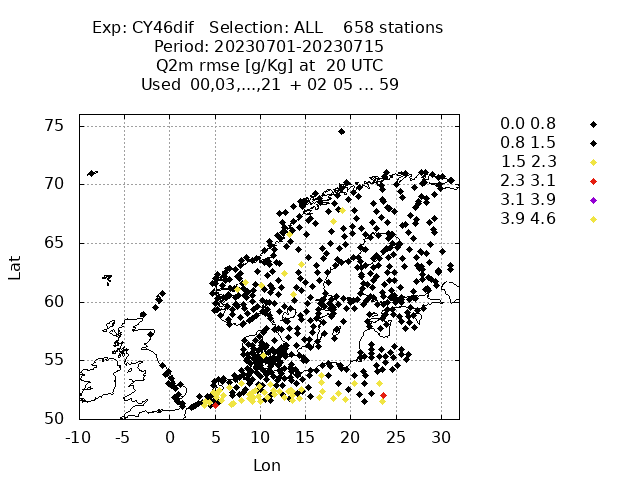 Exp: CY46dif   Selection: ALL    658 stations
Period: 20230701-20230715
Q2m rmse [g/Kg] at  20 UTC
Used  00,03,...,21  + 02 05 ... 59
0.0 0.8
0.8 1.5
1.5 2.3
2.3 3.1
3.1 3.9
3.9 4.6
75
70
65
60
55
50
Lat
-10 -5 0 5 10 15 20 25 30
Lon